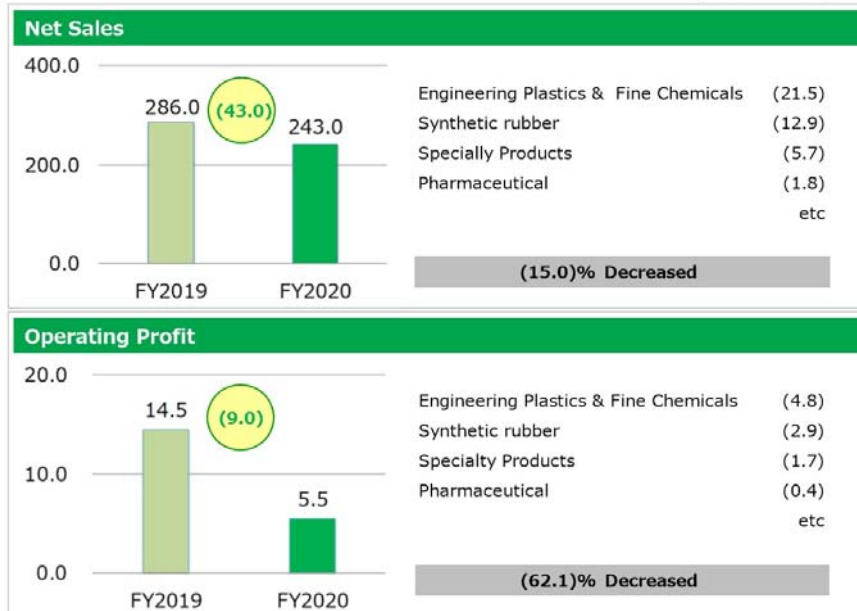 Net Sales
400.0
200.0
0.0
286.0
(43.0)
243.0
FY2019
FY2020
Engineering Plastics & Fine Chemicals (21.5)
Synthetic rubber (12.9)
Specially Products (5.7)
Pharmaceutical (1.8)
etc
(15.0)% Decreased
Operating Profit
20.0
10.0
0.0
14.5
(9.0)
5.5
FY2019
FY2020
Engineering Plastics & Fine Chemicals (4.8)
Synthetic rubber (2.9)
Specialty Products (1.7)
Pharmaceutical (0.4)
etc
(62.1)% Decreased